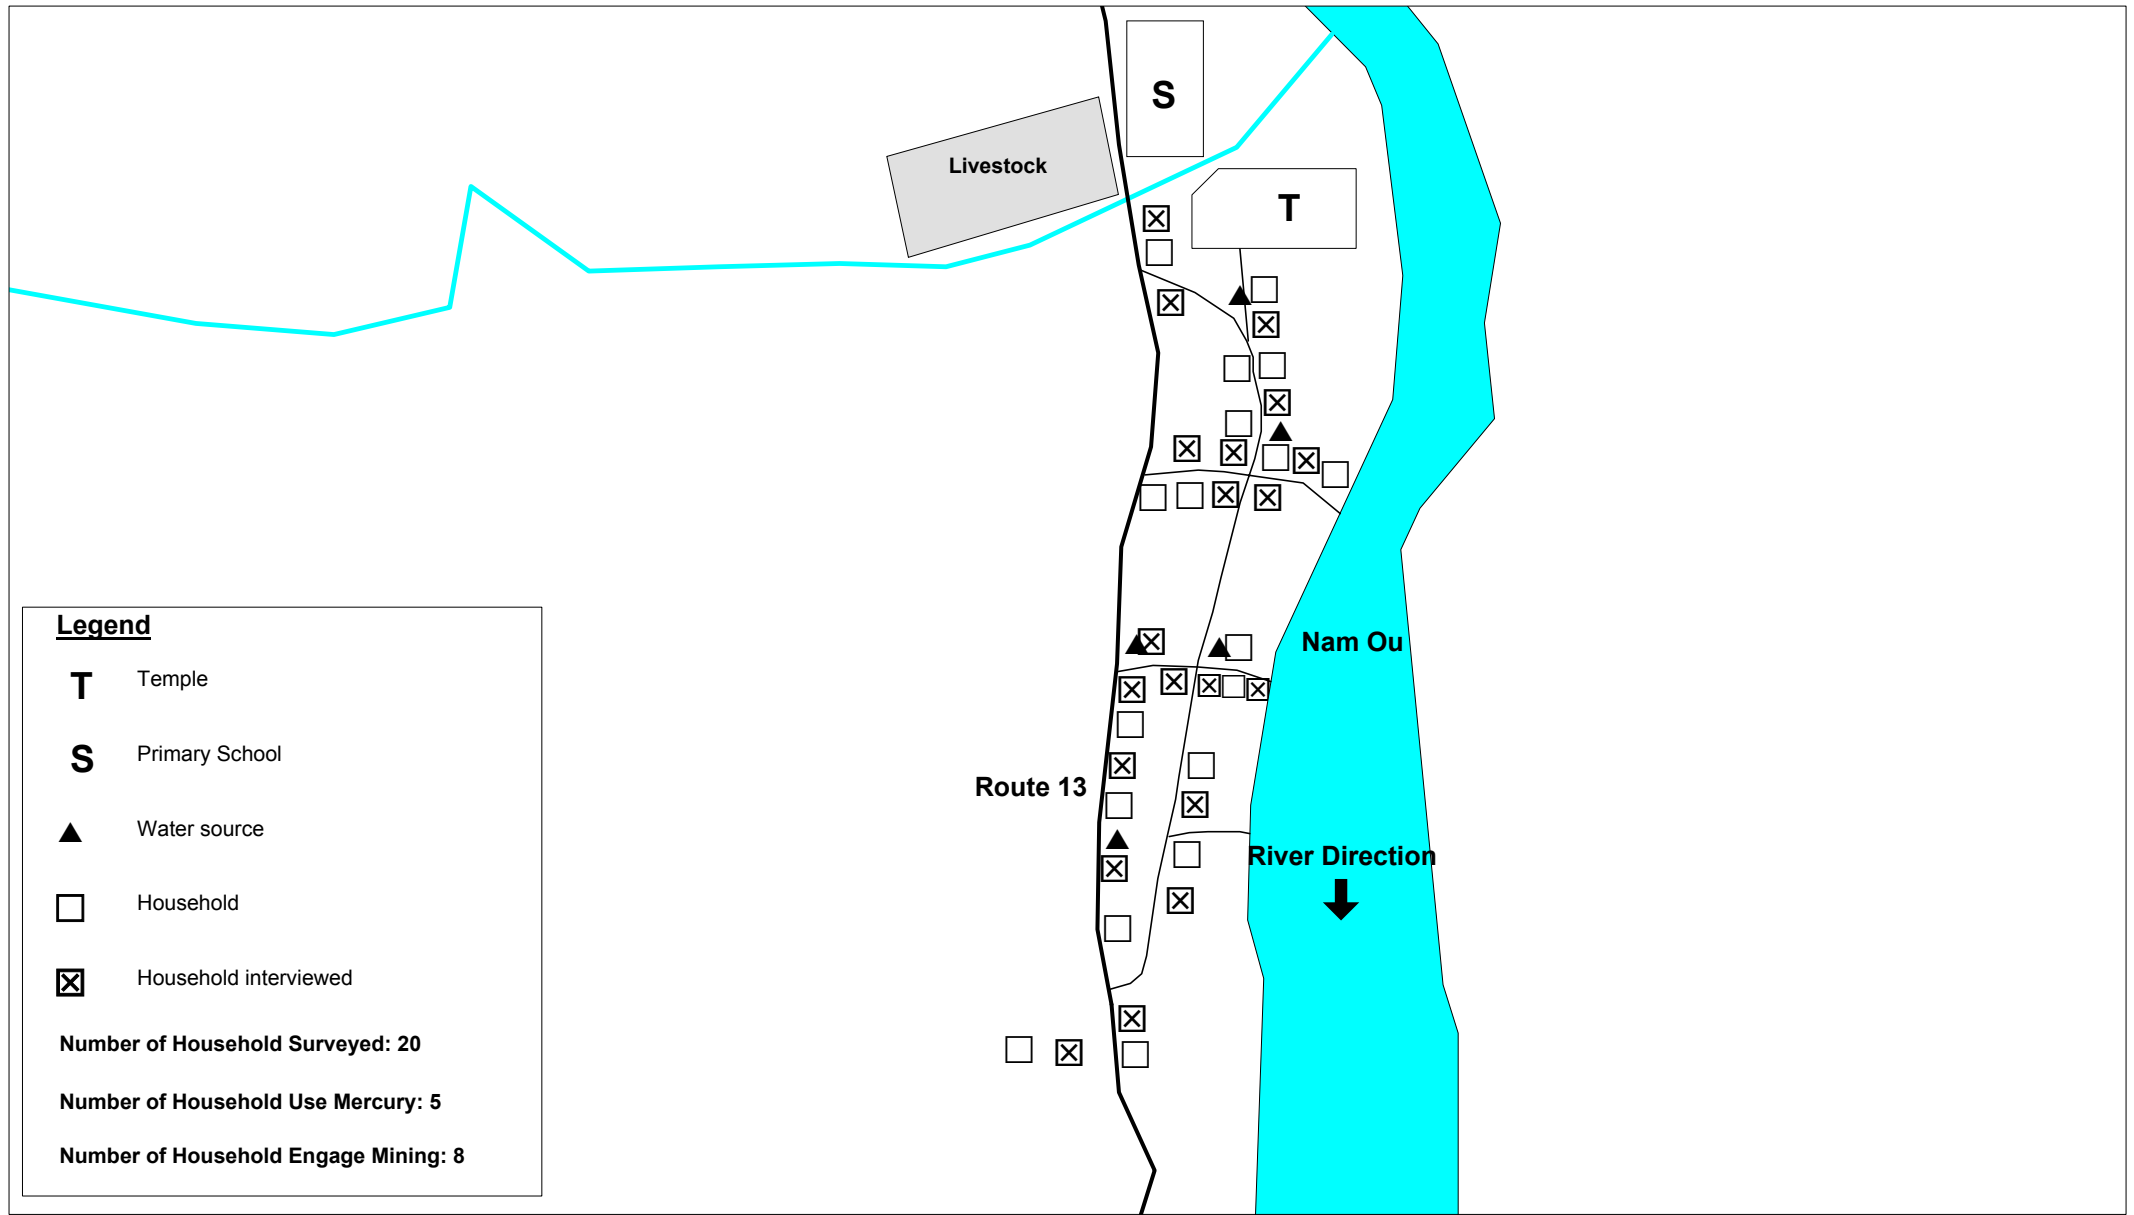 S
Livestock
T
Nam Ou
Route 13
River Direction
Legend
T Temple
S Primary School
Water source
Household
Household interviewed
Number of Household Surveyed: 20
Number of Household Use Mercury: 5
Number of Household Engage Mining: 8